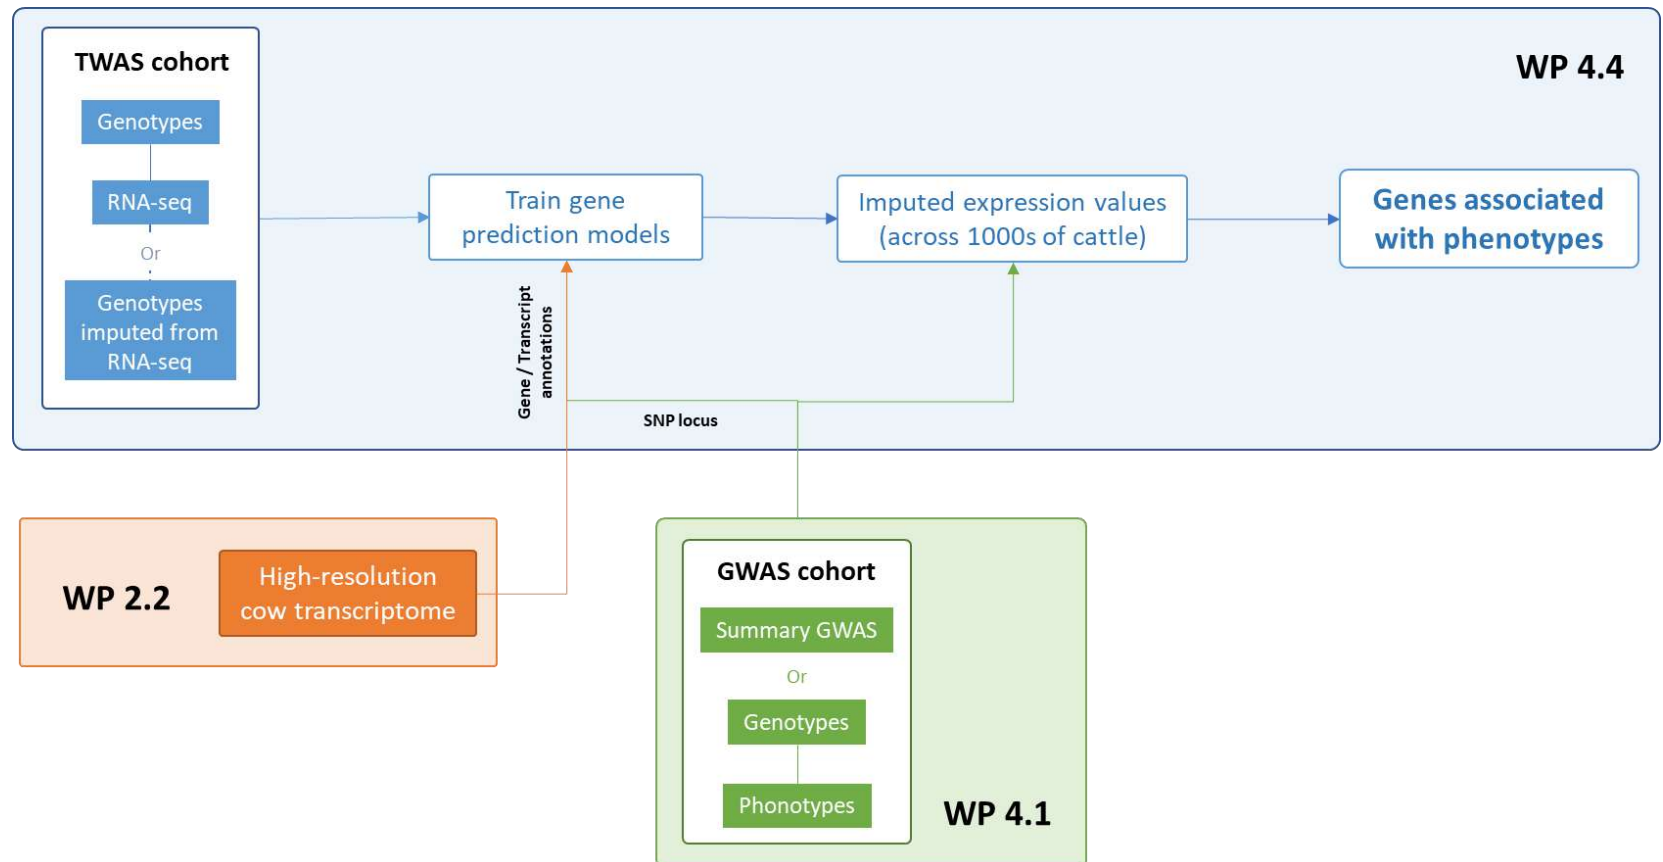 TWAS cohort
Genotypes
RNA-seq
Or
Genotypes
imputed from
RNA-seq
WP 4.4
Train gene
prediction models
Imputed expression values
(across 1000s of cattle)
Genes associated
with phenotypes
Gene / Transcript
annotations
SNP locus
WP 2.2
High-resolution
cow transcriptome
GWAS cohort
Summary GWAS
Or
Genotypes
Phonotypes
WP 4.1